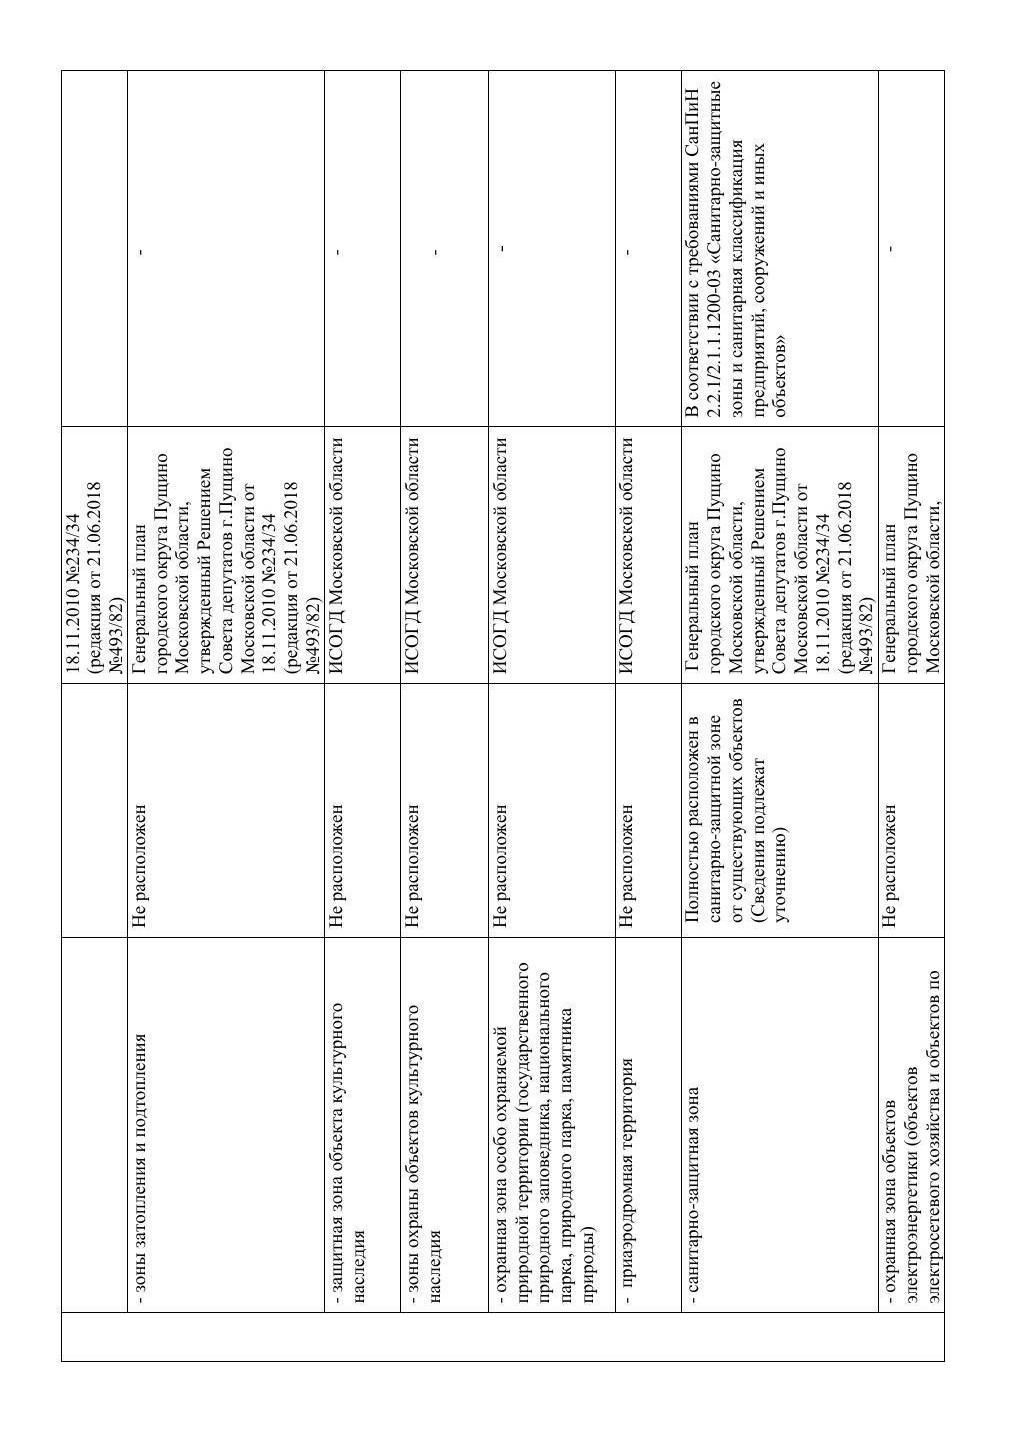 18.11.2010 №234/34
(редакция от 21.06.2018
№493/82)
- зоны затопления и подтопления
Не расположен
Генеральный план
городского округа Пущино
Московской области,
утвержденный Решением
Совета депутатов г.Пущино
Московской области от
18.11.2010 №234/34
(редакция от 21.06.2018
№493/82)
-
- защитная зона объекта культурного
наследия
Не расположен
ИСОГД Московской области
-
- зоны охраны объектов культурного
наследия
Не расположен
ИСОГД Московской области
-
- охранная зона особо охраняемой
природной территории (государственного
природного заповедника, национального
парка, природного парка, памятника
природы)
Не расположен
ИСОГД Московской области
-
- приаэродромная территория
Не расположен
ИСОГД Московской области
-
- санитарно-защитная зона
Полностью расположен в
санитарно-защитной зоне
от существующих объектов
(Сведения подлежат
уточнению)
Генеральный план
городского округа Пущино
Московской области,
утвержденный Решением
Совета депутатов г.Пущино
Московской области от
18.11.2010 №234/34
(редакция от 21.06.2018
№493/82)
В соответствии с требованиями СанПиН
2.2.1/2.1.1.1200-03 «Санитарно-защитные
зоны и санитарная классификация
предприятий, сооружений и иных
объектов»
- охранная зона объектов
электроэнергетики (объектов
электросетевого хозяйства и объектов по
Не расположен
Генеральный план
городского округа Пущино
Московской области,
-